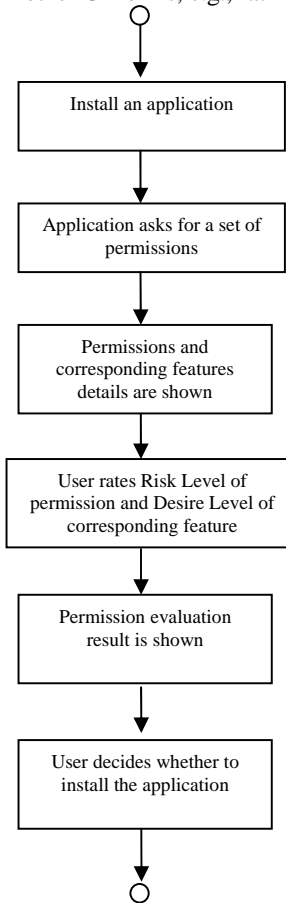 Install an application
Application asks for a set of
permissions
Permissions and
corresponding features
details are shown
User rates Risk Level of
permission and Desire Level of
corresponding feature
Permission evaluation
result is shown
User decides whether to
install the application